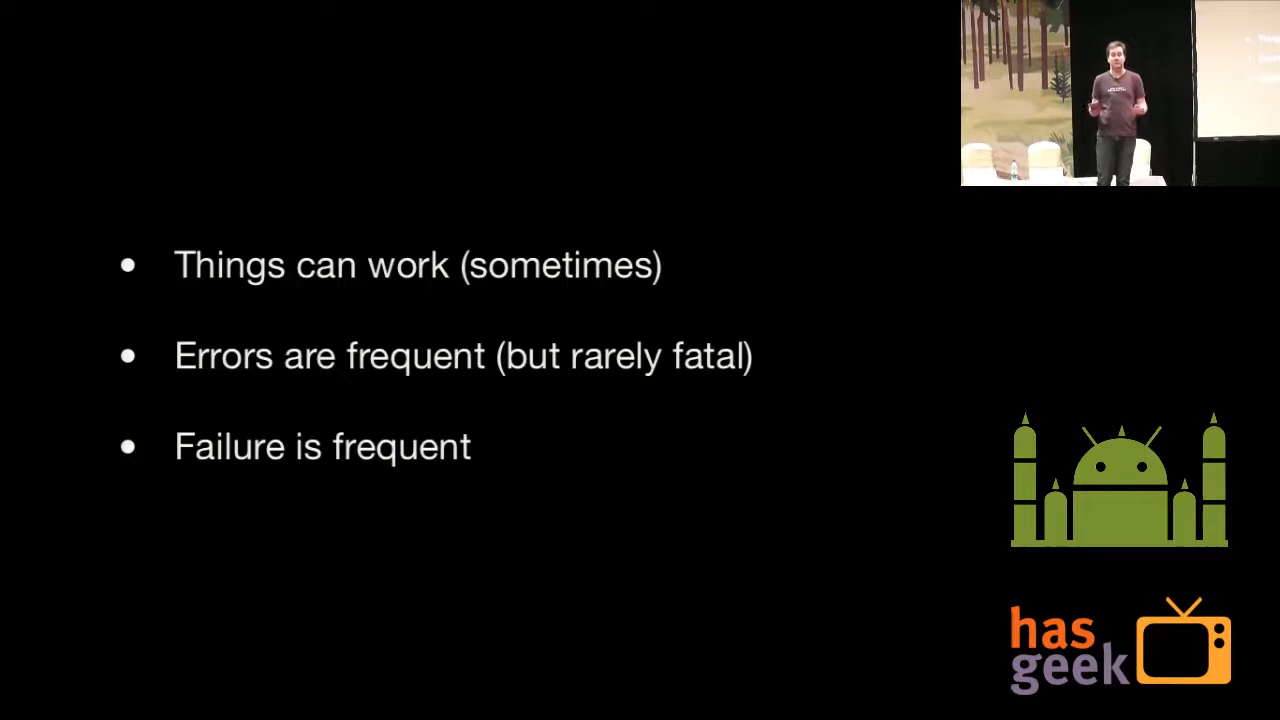 • Things can work (sometimes)
• Errors are frequent (but rarely fatal)
• Failure is frequent
has
geek